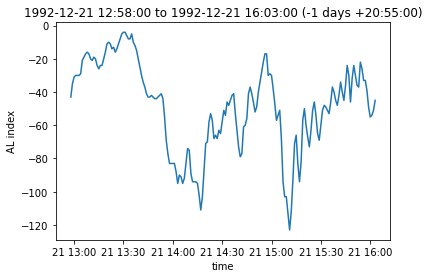 1992-12-21 12:58:00 to 1992-12-21 16:03:00 (-1 days +20:55:00)
0
−20
−40
−60
−80
−100
−120
AL index
21 13:00 21 13:30 21 14:00 21 14:30 21 15:00 21 15:30 21 16:00
time